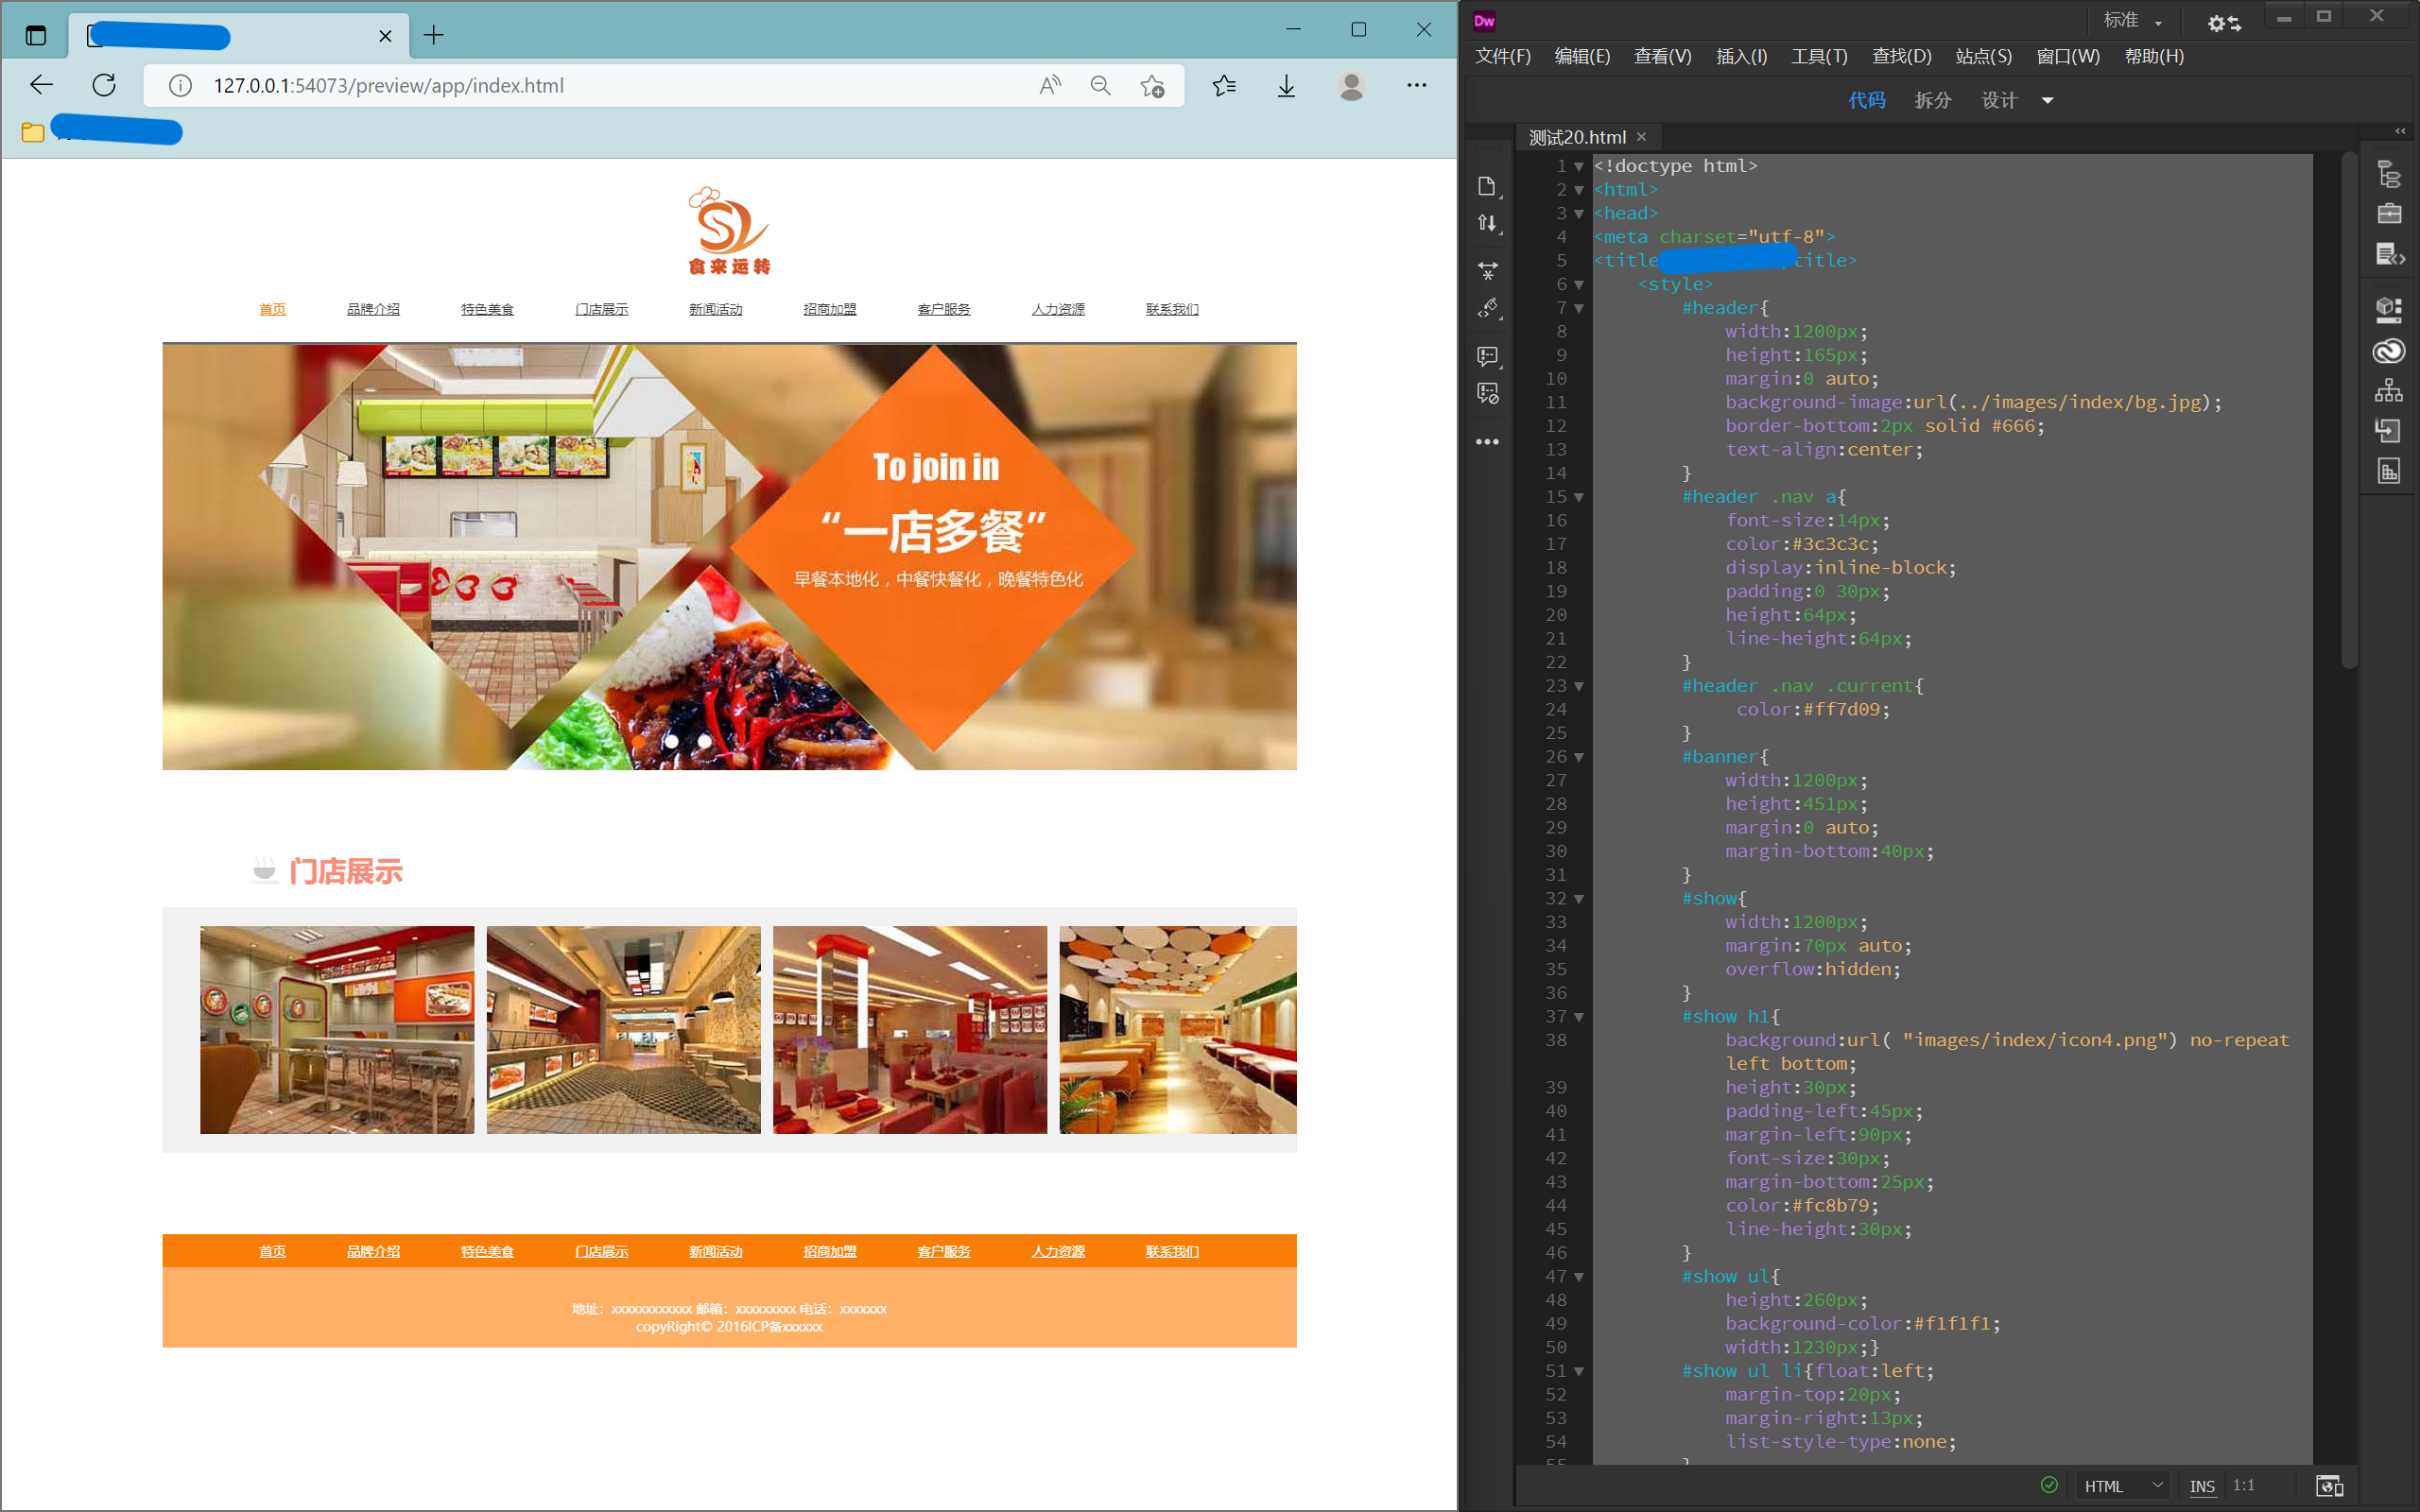 127.0.0.1:54073/preview/app/index.html
食来运转
首页 品牌介绍 特色美食 门店展示 新闻活动 招商加盟 客户服务 人力资源 联系我们
To join in
“一店多餐”
早餐本地化，中餐快餐化，晚餐特色化
门店展示
首页 品牌介绍 特色美食 门店展示 新闻活动 招商加盟 客户服务 人力资源 联系我们
地址：xxxxxxxxxxxx 邮箱：xxxxxxxxx 电话：xxxxxxx
copyRight© 2016ICP备xxxxxx
Dw
标准
文件(F) 编辑(E) 查看(V) 插入(I) 工具(T) 查找(D) 站点(S) 窗口(W) 帮助(H)
代码 拆分 设计
测试20.html
1 <!doctype html>
2 <html>
3 <head>
4 <meta charset="utf-8">
5 <title title>
6 <style>
7 #header{
8 width:1200px;
9 height:165px;
10 margin:0 auto;
11 background-image:url(../images/index/bg.jpg);
12 border-bottom:2px solid #666;
13 text-align:center;
14 }
15 #header .nav a{
16 font-size:14px;
17 color:#3c3c3c;
18 display:inline-block;
19 padding:0 30px;
20 height:64px;
21 line-height:64px;
22 }
23 #header .nav .current{
24 color:#ff7d09;
25 }
26 #banner{
27 width:1200px;
28 height:451px;
29 margin:0 auto;
30 margin-bottom:40px;
31 }
32 #show{
33 width:1200px;
34 margin:70px auto;
35 overflow:hidden;
36 }
37 #show h1{
38 background:url( "images/index/icon4.png") no-repeat
left bottom;
39 height:30px;
40 padding-left:45px;
41 margin-left:90px;
42 font-size:30px;
43 margin-bottom:25px;
44 color:#fc8b79;
45 line-height:30px;
46 }
47 #show ul{
48 height:260px;
49 background-color:#f1f1f1;
50 width:1230px;}
51 #show ul li{float:left;
52 margin-top:20px;
53 margin-right:13px;
54 list-style-type:none;
55 }
HTML INS 1:1